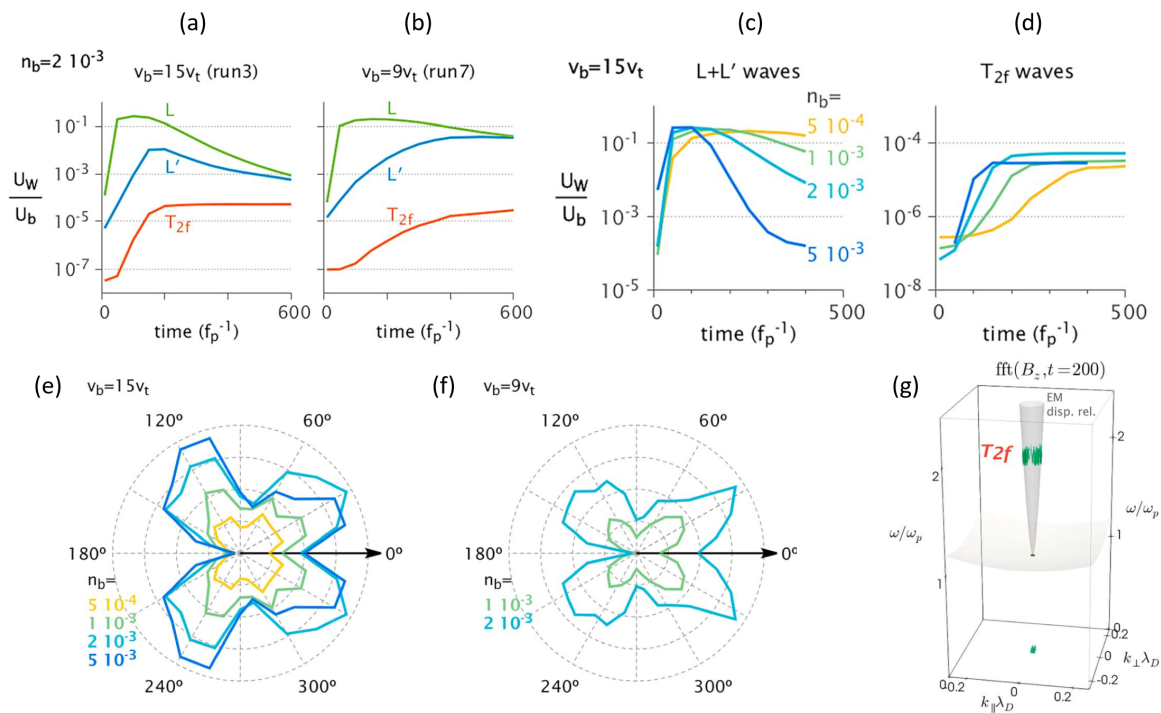 (a)
(b)
(c)
(d)
n_b=2 10^-3
v_b=15v_t (run3)
v_b=9v_t (run7)
v_b=15v_t
L+L′ waves
T_2f waves
U_W
U_b
10^-1
10^-3
10^-5
10^-7
L
L′
T_2f
0
600
time (f_p^-1)
L
L′
T_2f
0
600
time (f_p^-1)
U_W
U_b
10^-1
10^-3
10^-5
n_b=
5 10^-4
1 10^-3
2 10^-3
5 10^-3
0
500
time (f_p^-1)
10^-4
10^-6
10^-8
0
500
time (f_p^-1)
(e)
v_b=15v_t
120º
60º
180º
0º
240º
300º
n_b=
5 10^-4
1 10^-3
2 10^-3
5 10^-3
(f)
v_b=9v_t
120º
60º
180º
0º
240º
300º
n_b=
1 10^-3
2 10^-3
(g)
fft(B_z, t=200)
EM
disp. rel.
T2f
2
2
ω/ω_p
ω/ω_p
1
1
0
0.2
0
-0.2
k_⊥λ_D
0
-0.2
0
0.2
k_∥λ_D